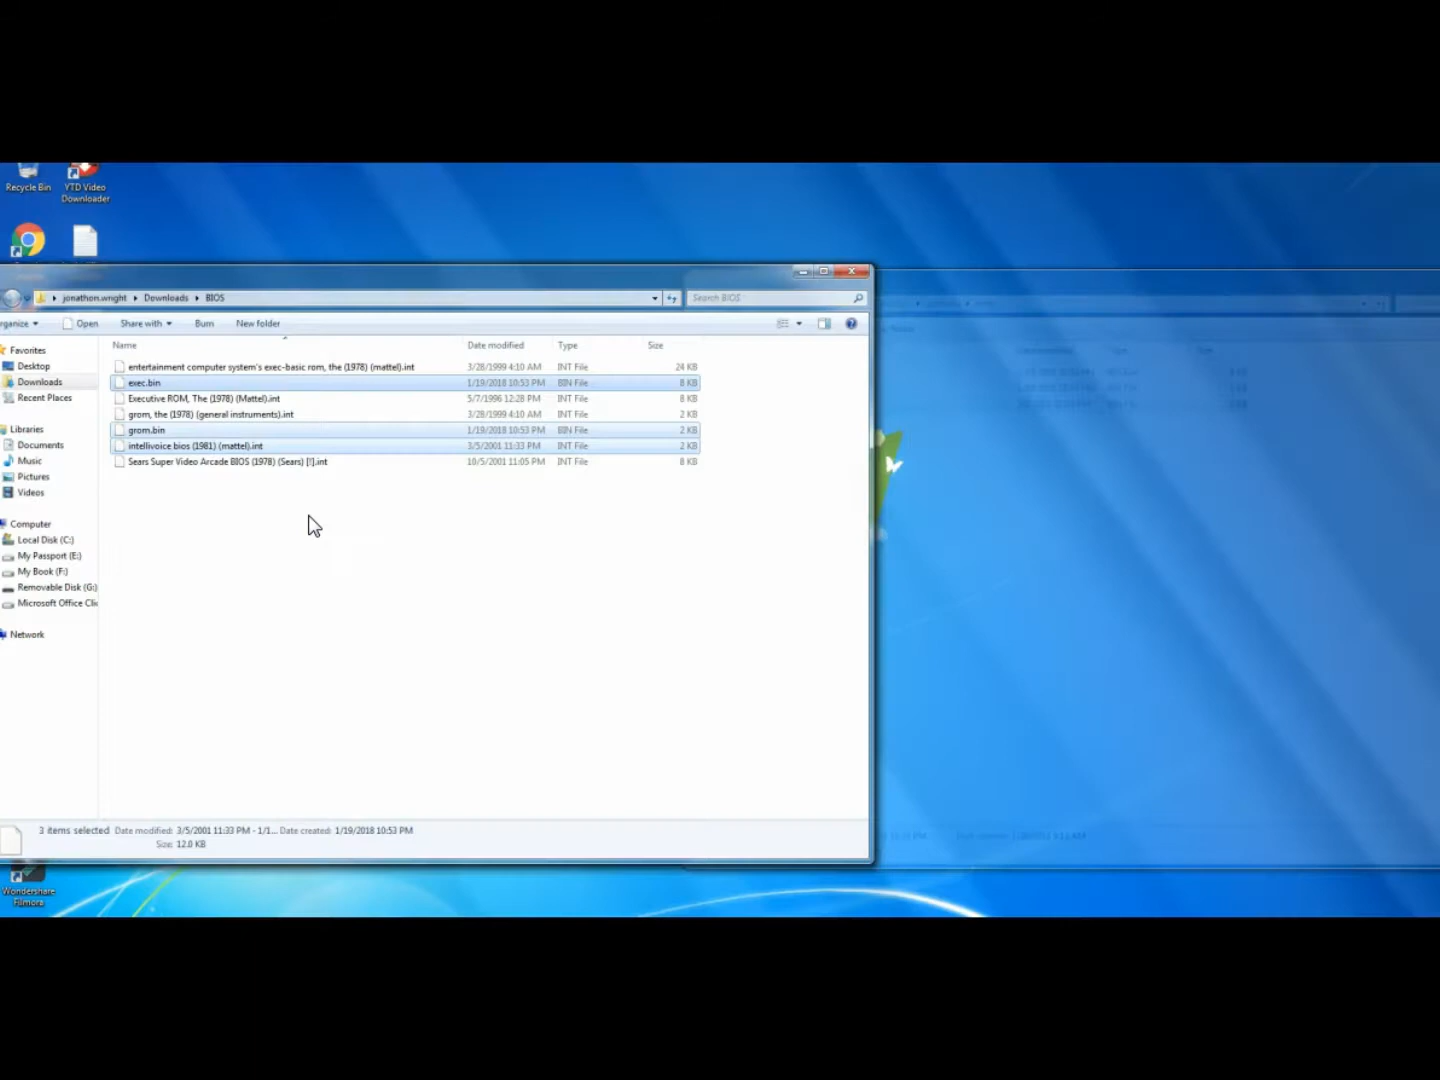 Recycle Bin
YTD Video
Downloader
jonathon.wright ▸ Downloads ▸ BIOS
Search BIOS
rganize
Open
Share with
Burn
New folder
Name Date modified Type Size
Favorites
Desktop
Downloads
Recent Places
Libraries
Documents
Music
Pictures
Videos
Computer
Local Disk (C:)
My Passport (E:)
My Book (F:)
Removable Disk (G:)
Microsoft Office Clic
Network
entertainment computer system's exec-basic rom, the (1978) (mattel).int 3/28/1999 4:10 AM INT File 24 KB
exec.bin 1/19/2018 10:53 PM BIN File 8 KB
Executive ROM, The (1978) (Mattel).int 5/7/1996 12:28 PM INT File 8 KB
grom, the (1978) (general instruments).int 3/28/1999 4:10 AM INT File 2 KB
grom.bin 1/19/2018 10:53 PM BIN File 2 KB
intellivoice bios (1981) (mattel).int 3/5/2001 11:33 PM INT File 2 KB
Sears Super Video Arcade BIOS (1978) (Sears) [!].int 10/5/2001 11:05 PM INT File 8 KB
3 items selected Date modified: 3/5/2001 11:33 PM - 1/1... Date created: 1/19/2018 10:53 PM
Size: 12.0 KB
Wondershare
Filmora